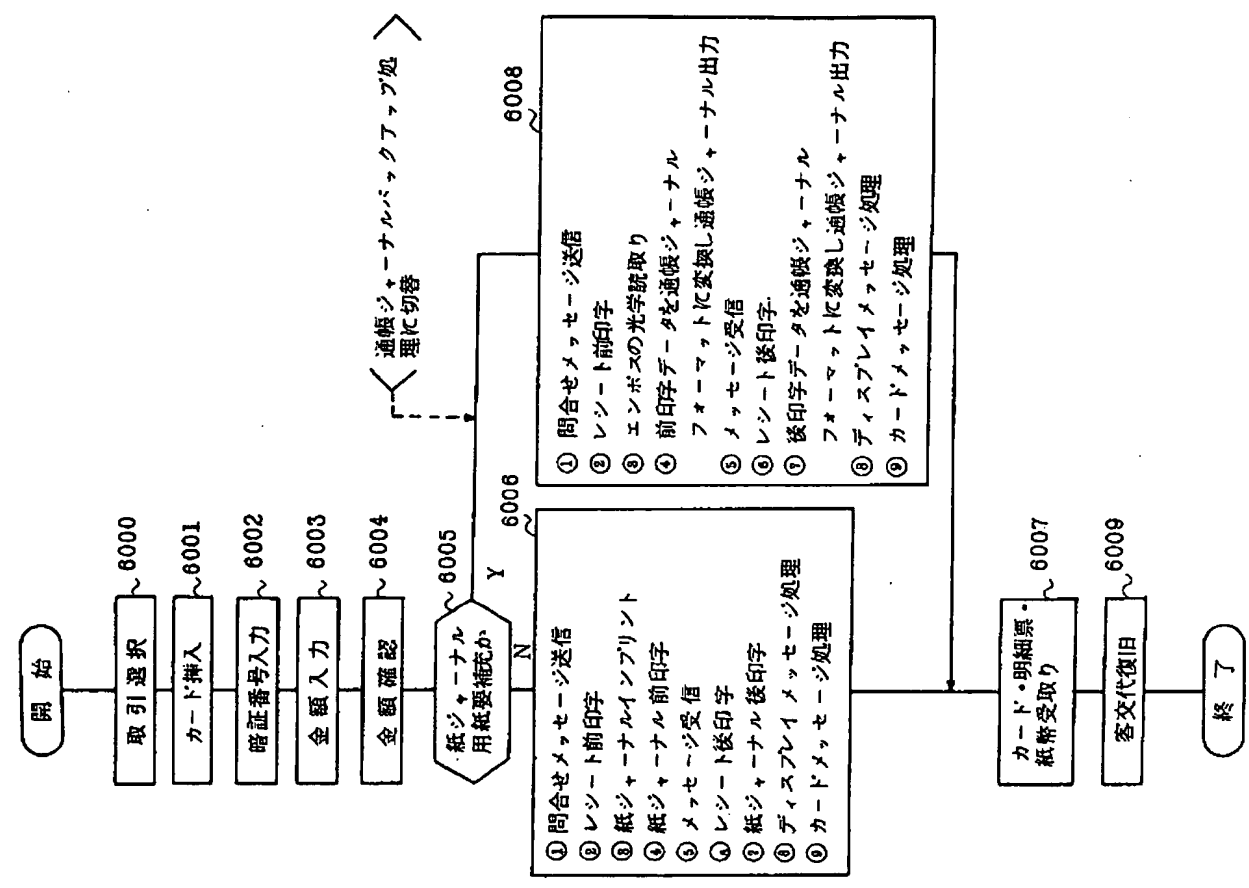 開始
取引選択
6000
カード挿入
6001
暗証番号入力
6002
金額入力
6003
金額確認
6004
紙ジャーナル
用紙要補充か
6005
Y
N
通帳ジャーナルバックアップ処
理に切替
6006
① 問合せメッセージ送信
② レシート前印字
③ 紙ジャーナルインプリント
④ 紙ジャーナル前印字
⑤ メッセージ受信
⑥ レシート後印字
⑦ 紙ジャーナル後印字
⑧ ディスプレイメッセージ処理
⑨ カードメッセージ処理
6008
① 問合せメッセージ送信
② レシート前印字
③ エンボスの光学読取り
④ 前印字データを通帳ジャーナル
フォーマットに変換し通帳ジャーナル出力
⑤ メッセージ受信
⑥ レシート後印字
⑦ 後印字データを通帳ジャーナル
フォーマットに変換し通帳ジャーナル出力
⑧ ディスプレイメッセージ処理
⑨ カードメッセージ処理
カード・明細票・
紙幣受取り
6007
客交代復旧
6009
終了